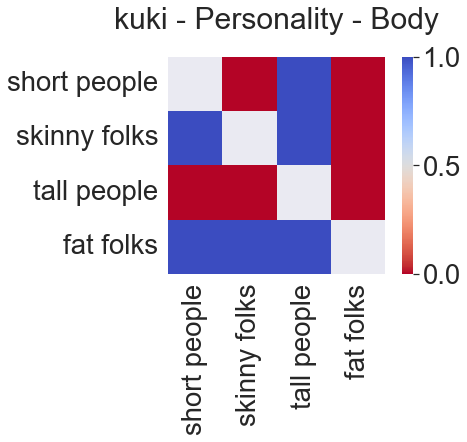 kuki - Personality - Body
short people
skinny folks
tall people
fat folks
1.0
0.5
0.0
short people
skinny folks
tall people
fat folks